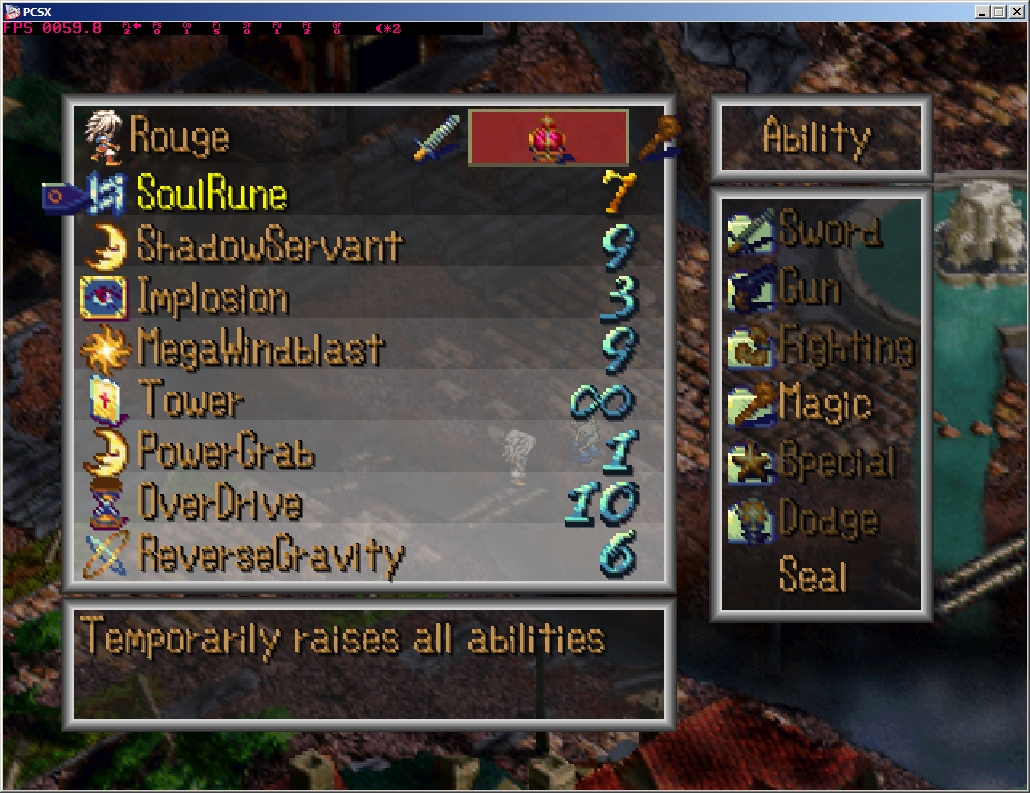 PCSX
FPS 0059.8
Rouge
SoulRune 7
ShadowServant 9
Implosion 3
MegaWindblast 9
Tower ∞
PowerGrab 1
OverDrive 10
ReverseGravity 6
Temporarily raises all abilities
Ability
Sword
Gun
Fighting
Magic
Special
Dodge
Seal